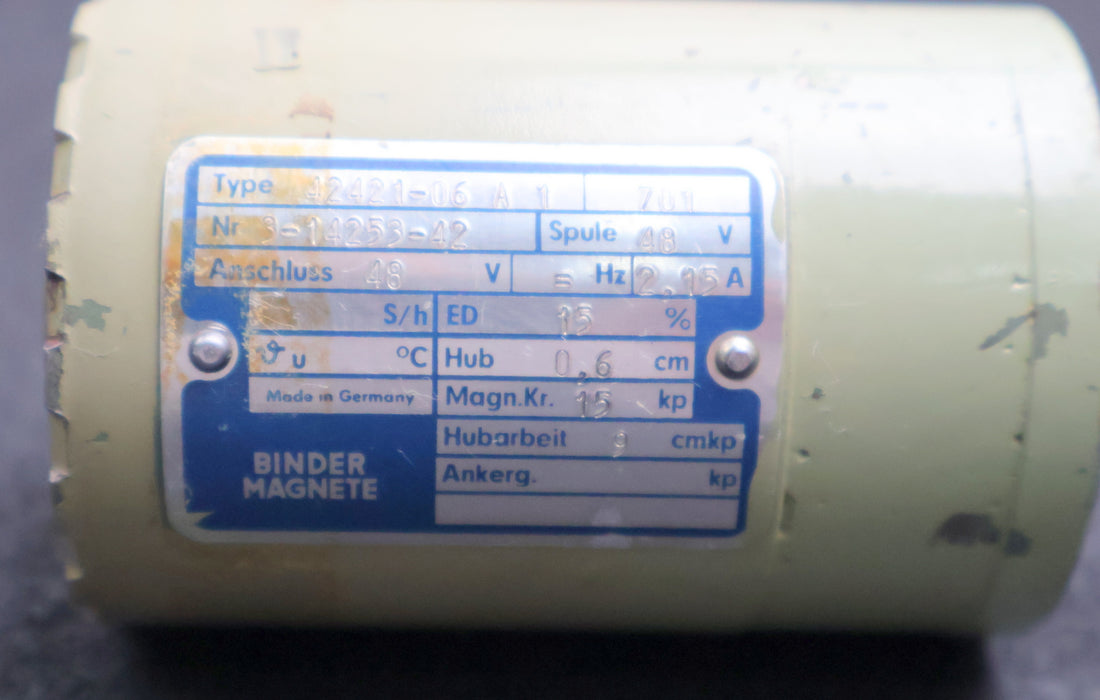 Type 42421-06 A 1 701
Nr 3-14253-42 Spule 48 V
Anschluss 48 V = Hz 2.15 A
S/h ED 15 %
ϑu °C Hub 0,6 cm
Made in Germany Magn.Kr. 15 kp
Hubarbeit 9 cmkp
BINDER
MAGNETE
Ankerg. kp